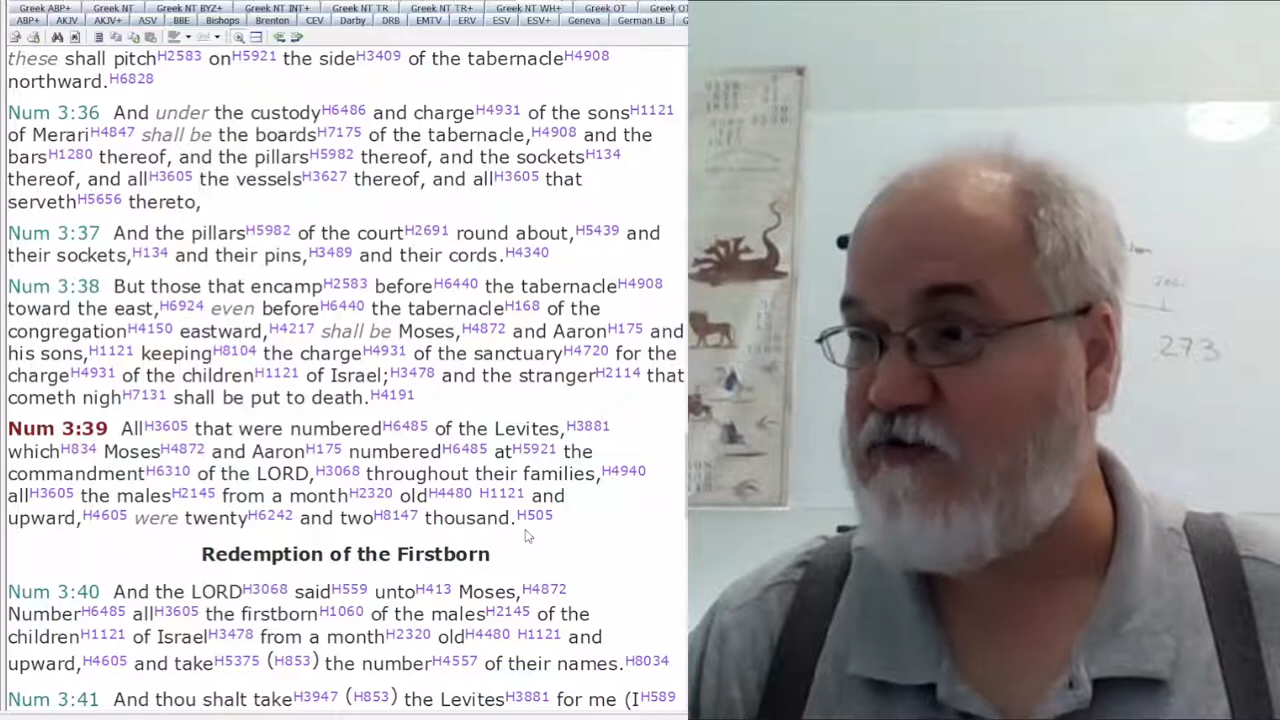 Greek ABP+ Greek NT Greek NT BYZ+ Greek NT INT+ Greek NT TR Greek NT TR+ Greek NT WH+ Greek OT Greek OT
ABP+ AKJV AKJV+ ASV BBE Bishops Brenton CEV Darby DRB EMTV ERV ESV ESV+ Geneva German LB G
these shall pitchH2583 onH5921 the sideH3409 of the tabernacleH4908
northward.H6828
Num 3:36 And under the custodyH6486 and chargeH4931 of the sonsH1121
of MerariH4847 shall be the boardsH7175 of the tabernacle,H4908 and the
barsH1280 thereof, and the pillarsH5982 thereof, and the socketsH134
thereof, and allH3605 the vesselsH3627 thereof, and allH3605 that
servethH5656 thereto,
Num 3:37 And the pillarsH5982 of the courtH2691 round about,H5439 and
their sockets,H134 and their pins,H3489 and their cords.H4340
Num 3:38 But those that encampH2583 beforeH6440 the tabernacleH4908
toward the east,H6924 even beforeH6440 the tabernacleH168 of the
congregationH4150 eastward,H4217 shall be Moses,H4872 and AaronH175 and
his sons,H1121 keepingH8104 the chargeH4931 of the sanctuaryH4720 for the
chargeH4931 of the childrenH1121 of Israel;H3478 and the strangerH2114 that
cometh nighH7131 shall be put to death.H4191
Num 3:39 AllH3605 that were numberedH6485 of the Levites,H3881
whichH834 MosesH4872 and AaronH175 numberedH6485 atH5921 the
commandmentH6310 of the LORD,H3068 throughout their families,H4940
allH3605 the malesH2145 from a monthH2320 oldH4480 H1121 and
upward,H4605 were twentyH6242 and twoH8147 thousand.H505
Redemption of the Firstborn
Num 3:40 And the LORDH3068 saidH559 untoH413 Moses,H4872
NumberH6485 allH3605 the firstbornH1060 of the malesH2145 of the
childrenH1121 of IsraelH3478 from a monthH2320 oldH4480 H1121 and
upward,H4605 and takeH5375 (H853) the numberH4557 of their names.H8034
Num 3:41 And thou shalt takeH3947 (H853) the LevitesH3881 for me (IH589
273